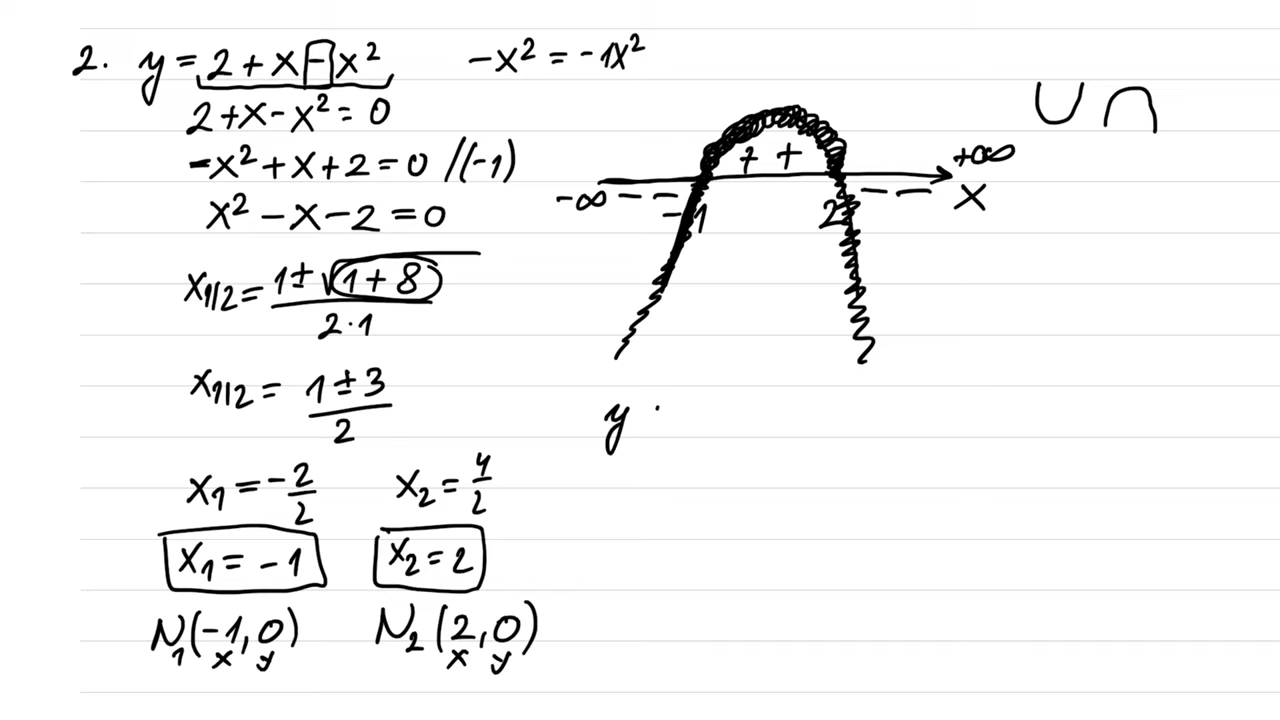 2. y = 2 + x - x² -x² = -1x²
2 + x - x² = 0
-x² + x + 2 = 0 //(-1)
x² - x - 2 = 0
x1/2 = (1 ± √(1 + 8)) / (2 · 1)
x1/2 = (1 ± 3) / 2
x₁ = -2/2 x₂ = 4/2
x₁ = -1 x₂ = 2
N₁(-1, 0) N₂(2, 0)
x y x y
∪ ∩
+ +
+∞
-∞ - - - -
-1 2 x
y ·